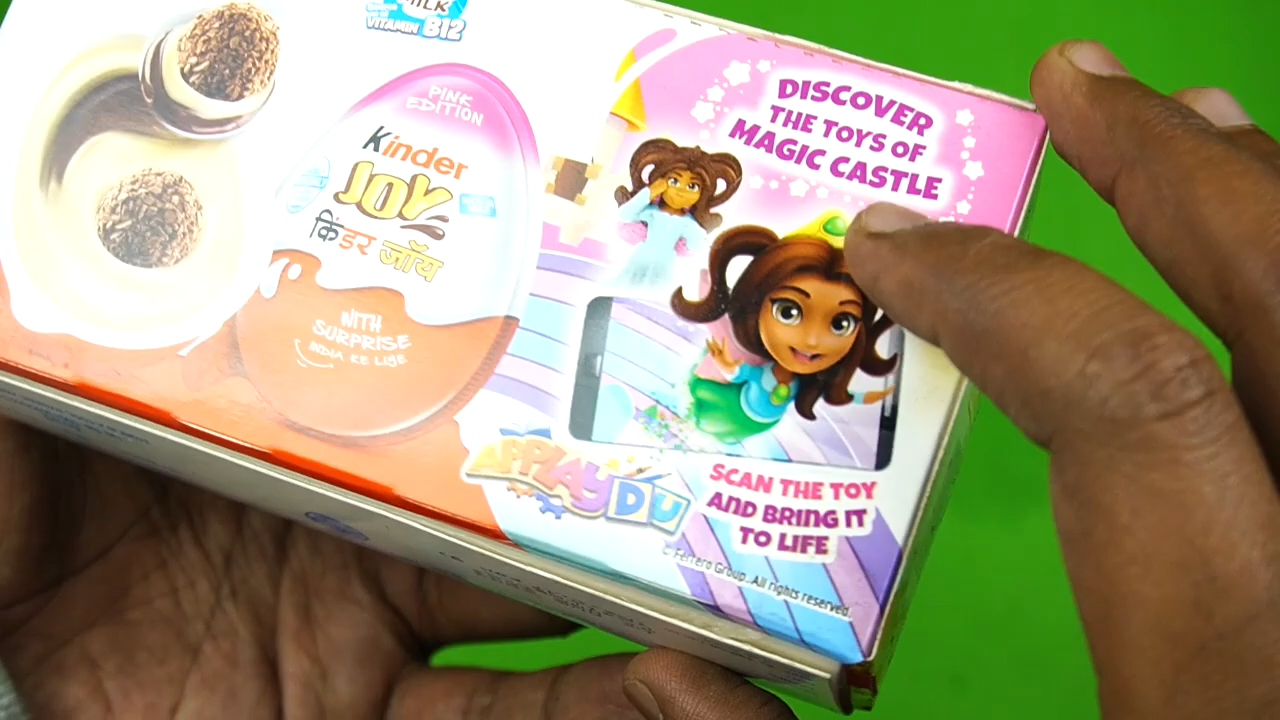 MILK
VITAMIN B12
PINK
EDITION
Kinder
JOY
किंडर जॉय
WITH
SURPRISE
INDIA KE LIYE
DISCOVER
THE TOYS OF
MAGIC CASTLE
APPLAYDU
SCAN THE TOY
AND BRING IT
TO LIFE
Ferrero Group. All rights reserved.